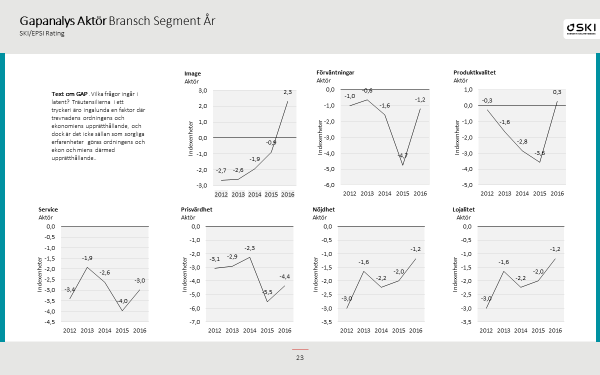 Gapanalys Aktör Bransch Segment År
SKI/EPSI Rating
SKI
Text om GAP. Vilka frågor ingår i
latent? Träutensilierna i ett
tryckeri äro ingalunda en faktor där
trevnadens ordningens och
ekonomiens upprätthållande, och
dock är det icke sällan som sorgliga
erfarenheter göras ordningens och
ekon och miens därmed
upprätthållande.
Image
Aktör
Indexenheter
3,0
2,0
1,0
0,0
-1,0
-2,0
-3,0
-2,7 -2,6 -1,9 -0,9 2,3
2012 2013 2014 2015 2016
Förväntningar
Aktör
Indexenheter
0,0
-1,0
-2,0
-3,0
-4,0
-5,0
-6,0
-1,0 -0,6 -1,6 -4,7 -1,2
2012 2013 2014 2015 2016
Produktkvalitet
Aktör
Indexenheter
1,0
0,0
-1,0
-2,0
-3,0
-4,0
-5,0
-0,3 -1,6 -2,8 -3,6 0,3
2012 2013 2014 2015 2016
Service
Aktör
Indexenheter
0,0
-0,5
-1,0
-1,5
-2,0
-2,5
-3,0
-3,5
-4,0
-4,5
-3,4 -1,9 -2,6 -4,0 -3,0
2012 2013 2014 2015 2016
Prisvärdhet
Aktör
Indexenheter
0,0
-1,0
-2,0
-3,0
-4,0
-5,0
-6,0
-7,0
-3,1 -2,9 -2,3 -5,5 -4,4
2012 2013 2014 2015 2016
Nöjdhet
Aktör
Indexenheter
0,0
-0,5
-1,0
-1,5
-2,0
-2,5
-3,0
-3,5
-3,0 -1,6 -2,2 -2,0 -1,2
2012 2013 2014 2015 2016
Lojalitet
Aktör
Indexenheter
0,0
-0,5
-1,0
-1,5
-2,0
-2,5
-3,0
-3,5
-3,0 -1,6 -2,2 -2,0 -1,2
2012 2013 2014 2015 2016
23